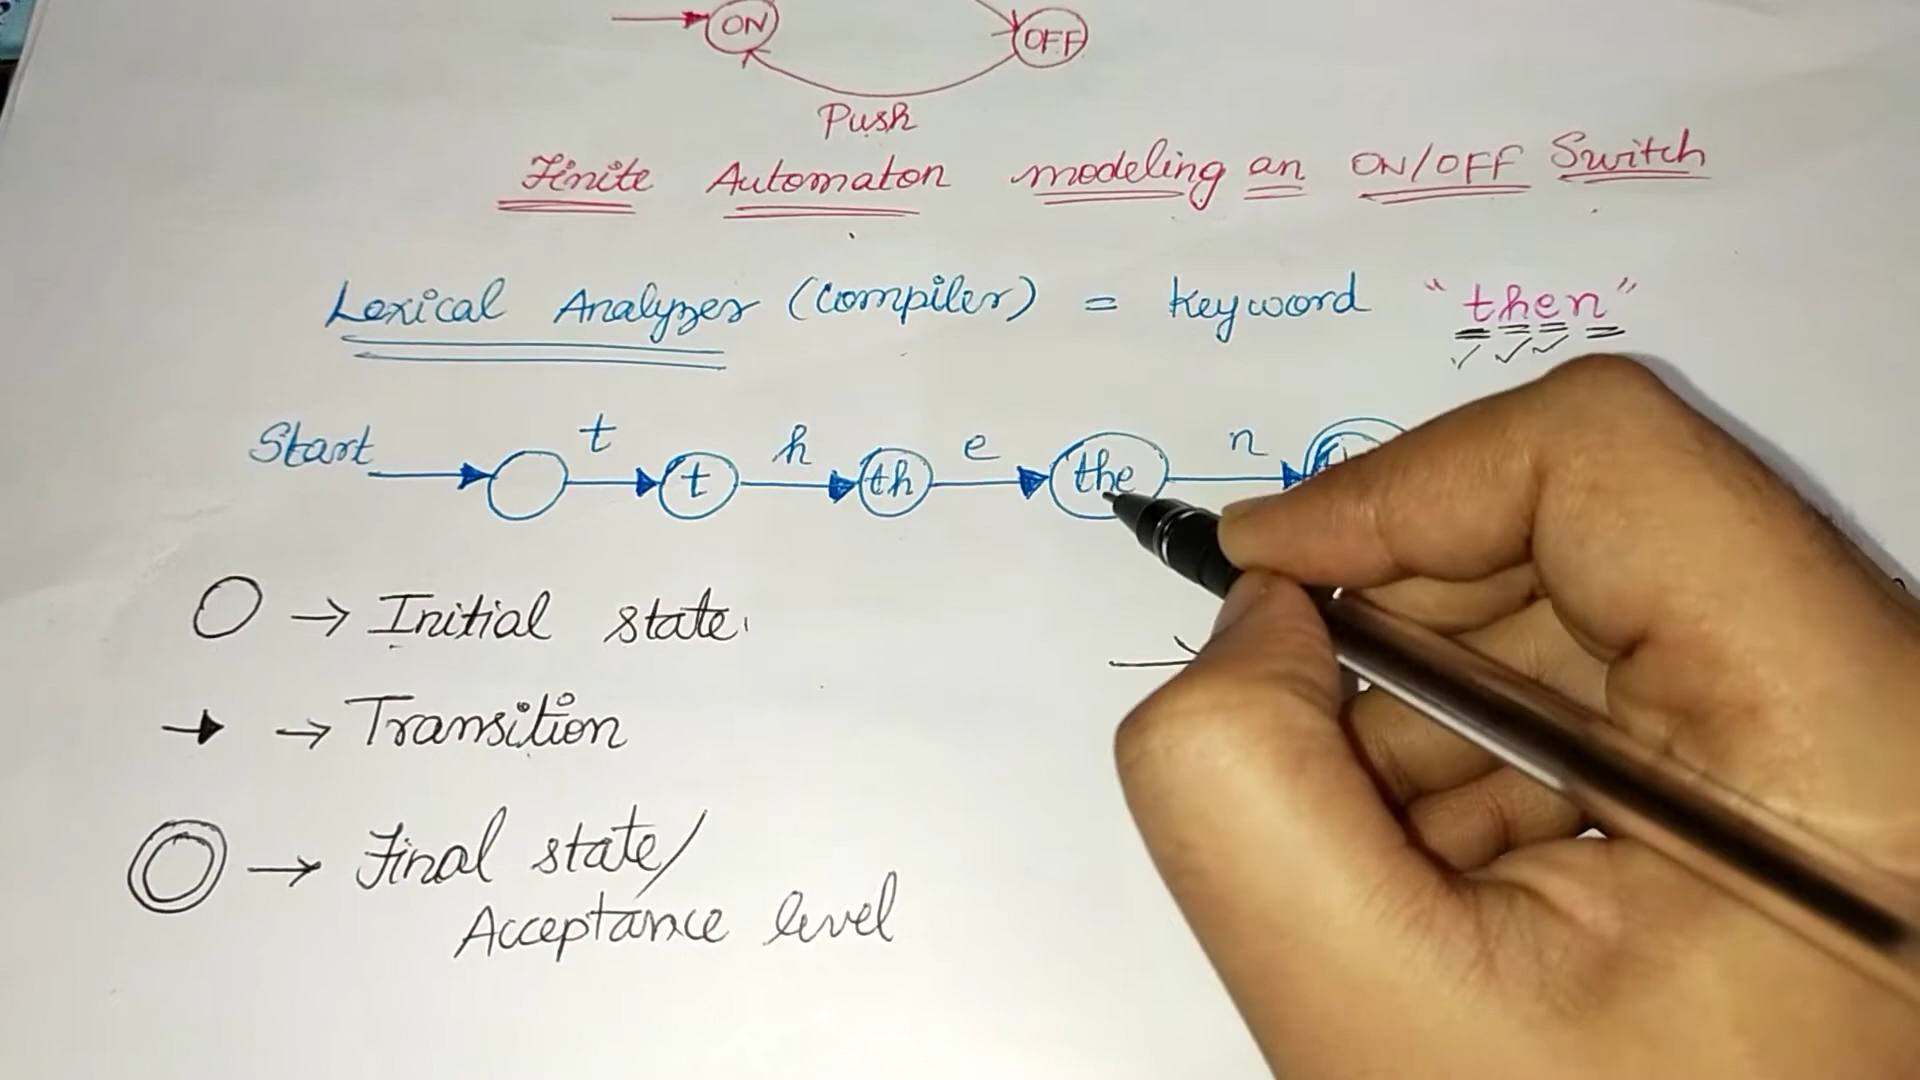 ON OFF
Push
Finite Automaton modeling an ON/OFF Switch
Lexical Analyzer (Compiler) = Keyword "then"
Start t h e n
t th the
→ Initial state.
→ Transition
→ Final state/
Acceptance level